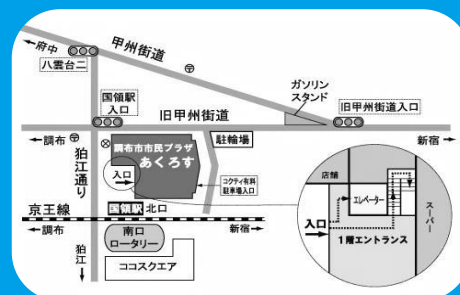 ←府中
甲州街道
八雲台二
国領駅
入口
ガソリン
スタンド
旧甲州街道
旧甲州街道入口
←調布
新宿→
狛江通り
調布市市民プラザ
あくろす
入口
駐輪場
コクティ有料
駐車場入口
京王線
国領駅
北口
←調布
新宿→
南口
ロータリー
狛江
ココスクエア
店舗
エレベーター
スーパー
入口
1階エントランス